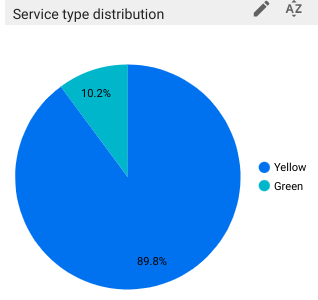 Service type distribution
AZ
10.2%
Yellow
Green
89.8%